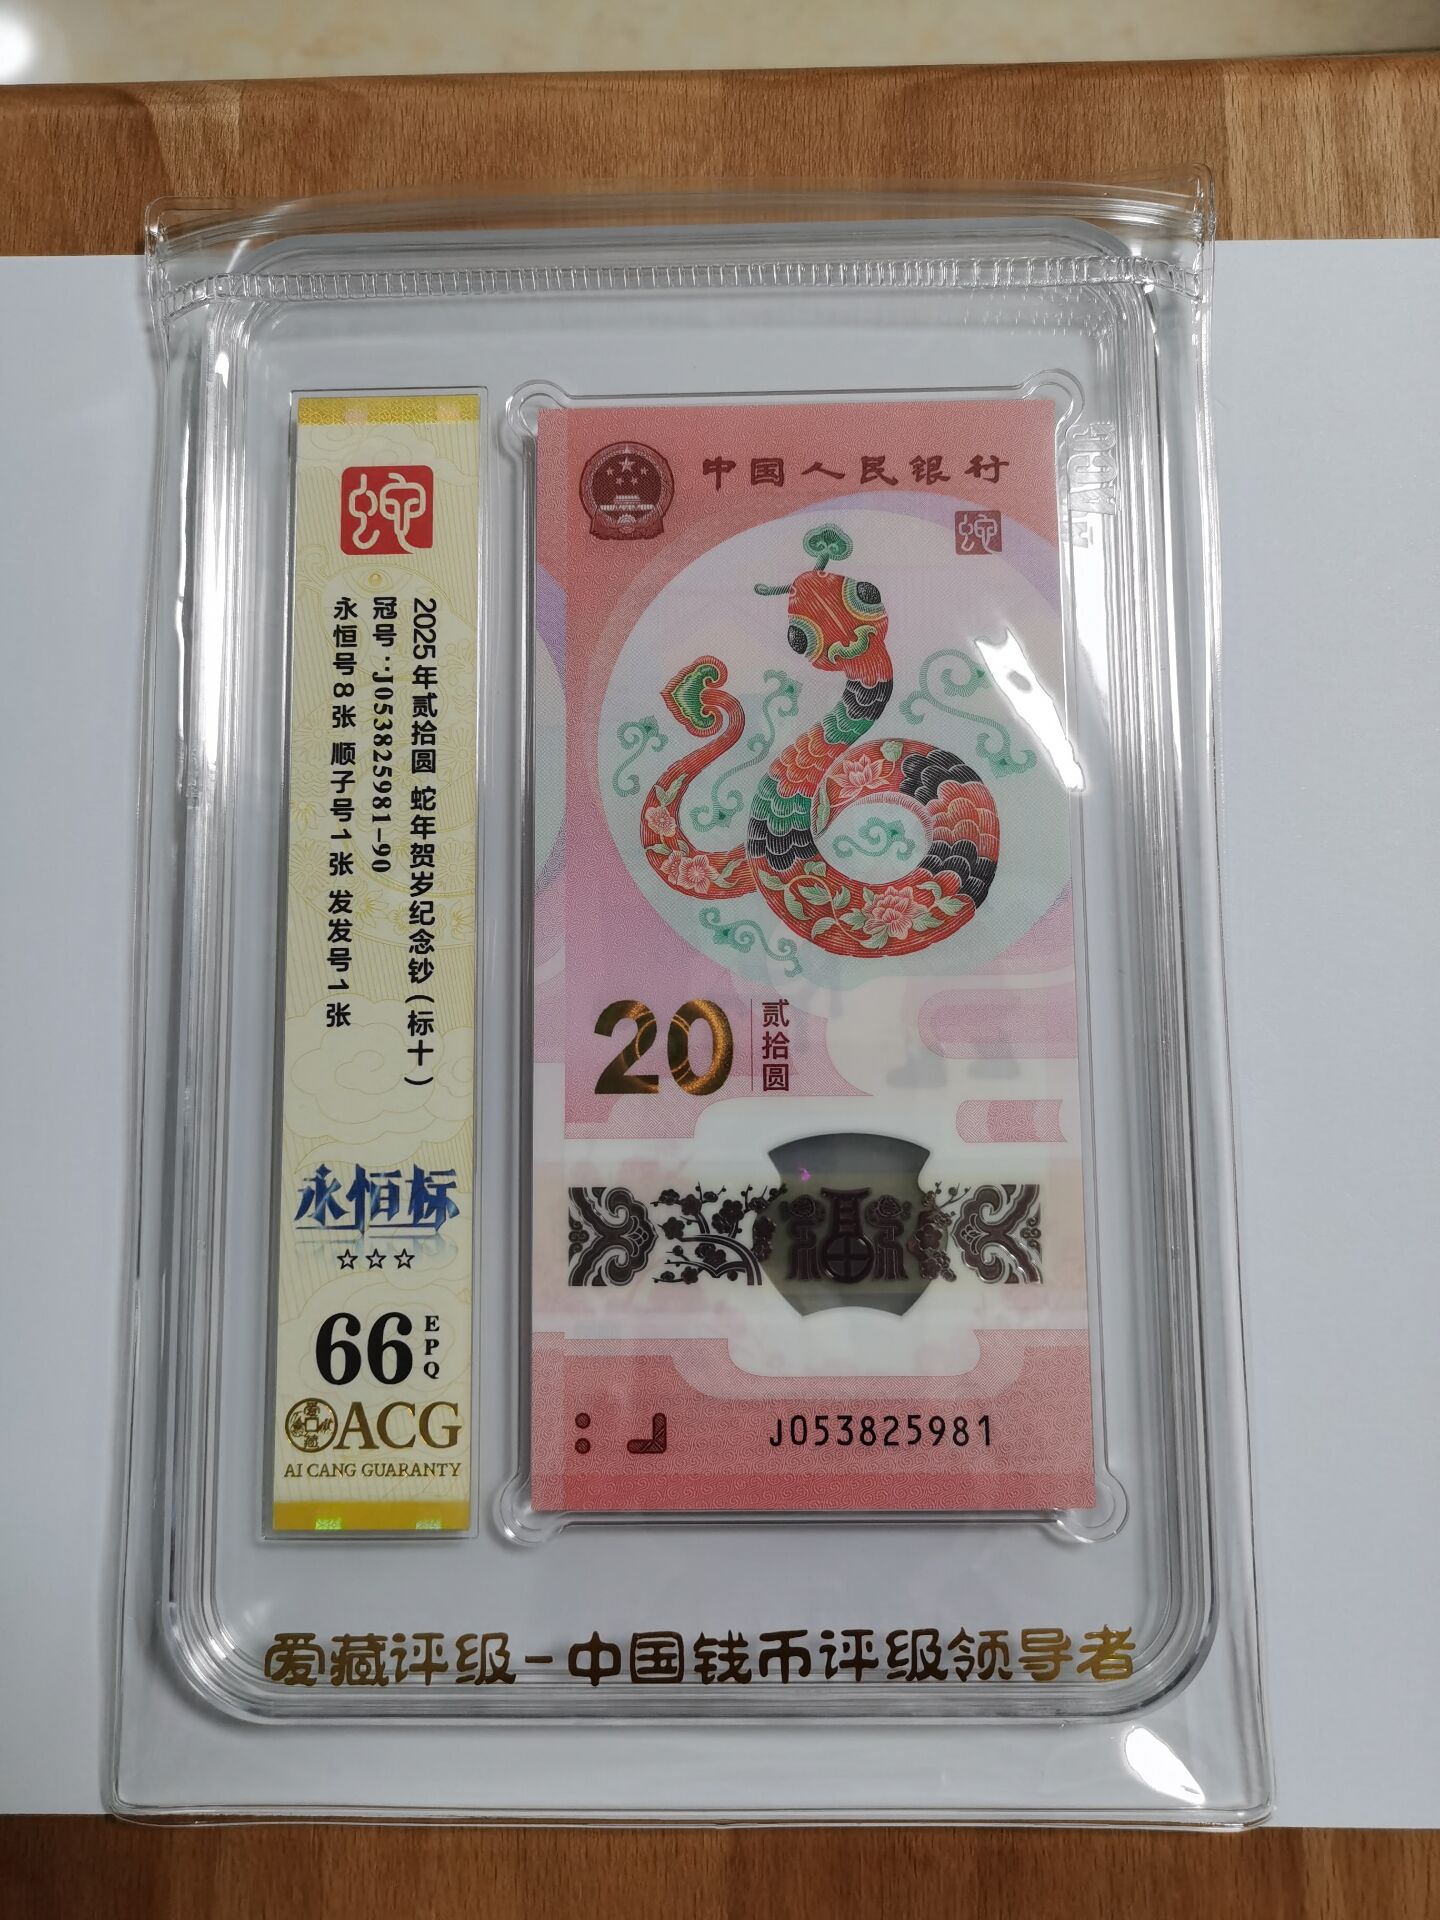 蛇
2025年贰拾圆 蛇年贺岁纪念钞(标十)
冠号:J053825981-90
永恒号8张 顺子号1张 发发号1张
永恒标
☆☆☆
66
EPQ
ACG
AI CANG GUARANTY
中国人民银行
蛇
20
贰拾圆
福
J053825981
爱藏评级-中国钱币评级领导者